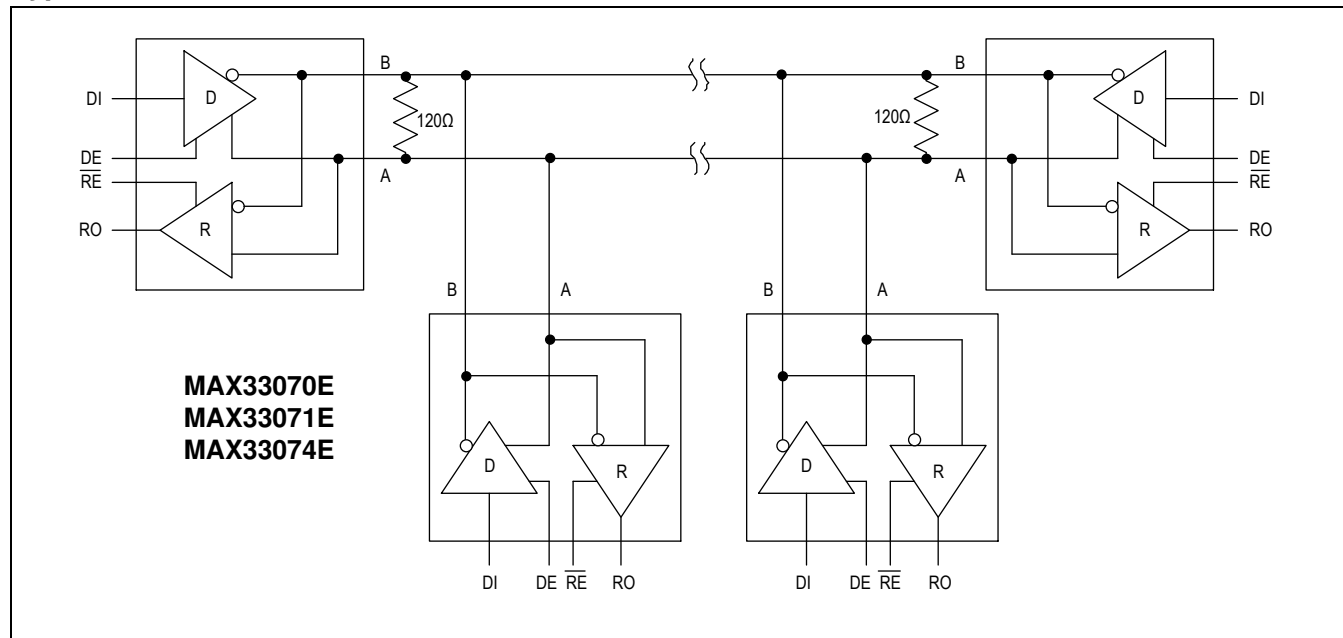 B
B
DI
D
120Ω
120Ω
D
DI
DE
RE
A
A
DE
RE
RO
R
R
RO
B
A
B
A
MAX33070E
MAX33071E
MAX33074E
D
R
D
R
DI
DE
RE
RO
DI
DE
RE
RO